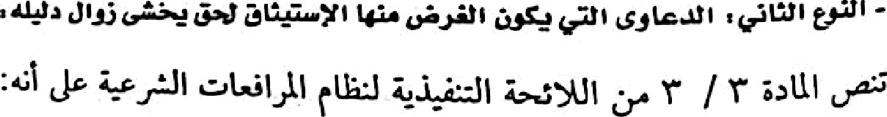 - النوع الثاني: الدعاوى التي يكون الغرض منها الإستيثاق لحق يخشى زوال دليله:
تنص المادة ٣ / ٣ من اللائحة التنفيذية لنظام المرافعات الشرعية على أنه: